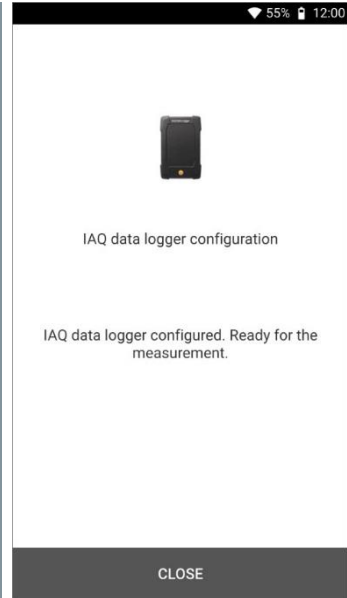 55% 12:00
IAQ data logger configuration
IAQ data logger configured. Ready for the
measurement.
CLOSE